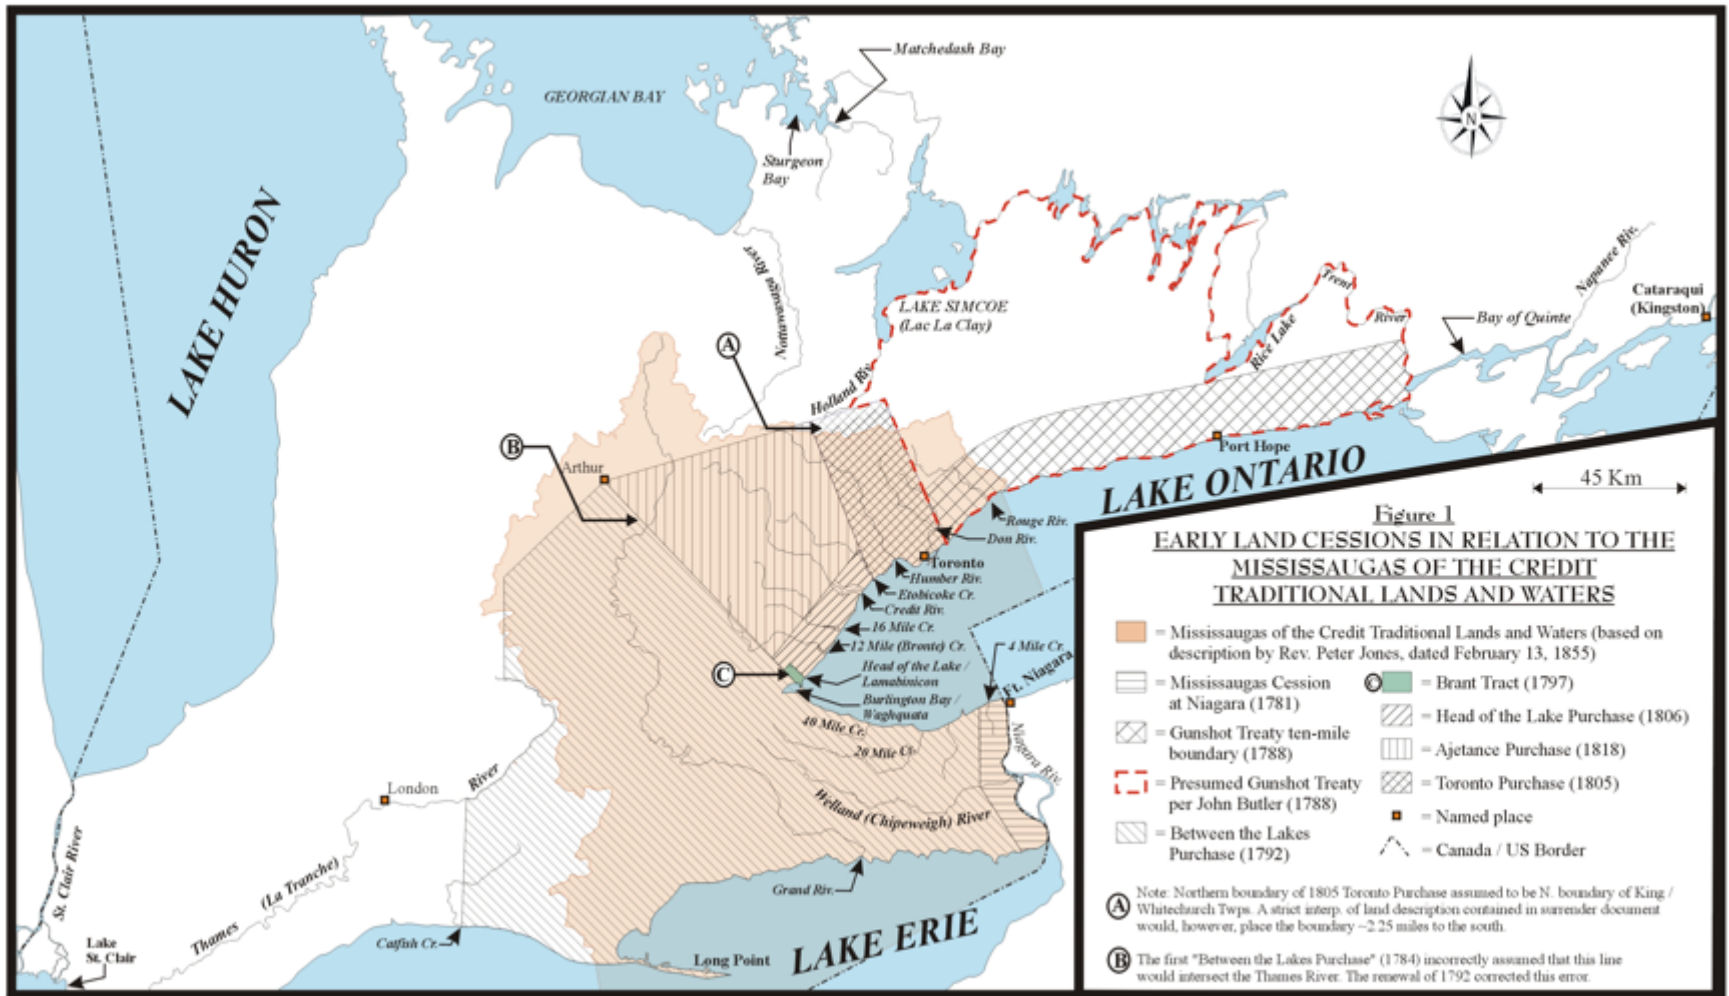 Matchedash Bay
GEORGIAN BAY
Sturgeon
Bay
N
LAKE HURON
Nottawasaga River
LAKE SIMCOE
(Lac La Clay)
Trent
River
Rice Lake
Napanee Riv.
Cataraqui
(Kingston)
Bay of Quinte
A
Holland Riv.
B
Arthur
Port Hope
LAKE ONTARIO
45 Km
Rouge Riv.
Don Riv.
Toronto
Humber Riv.
Etobicoke Cr.
Credit Riv.
16 Mile Cr.
12 Mile (Bronte) Cr.
4 Mile Cr.
C
Head of the Lake /
Lamabinicon
Burlington Bay /
Waghquata
Ft. Niagara
40 Mile Cr.
20 Mile Cr.
Niagara Riv.
Welland (Chipeweigh) River
London
River
(La Tranche)
Thames
St. Clair River
Lake
St. Clair
Catfish Cr.
Grand Riv.
Long Point
LAKE ERIE
Figure 1
EARLY LAND CESSIONS IN RELATION TO THE
MISSISSAUGAS OF THE CREDIT
TRADITIONAL LANDS AND WATERS
= Mississaugas of the Credit Traditional Lands and Waters (based on
description by Rev. Peter Jones, dated February 13, 1855)
= Mississaugas Cession
at Niagara (1781)
= Gunshot Treaty ten-mile
boundary (1788)
= Presumed Gunshot Treaty
per John Butler (1788)
= Between the Lakes
Purchase (1792)
C = Brant Tract (1797)
= Head of the Lake Purchase (1806)
= Ajetance Purchase (1818)
= Toronto Purchase (1805)
= Named place
= Canada / US Border
A Note: Northern boundary of 1805 Toronto Purchase assumed to be N. boundary of King /
Whitechurch Twps. A strict interp. of land description contained in surrender document
would, however, place the boundary ~2.25 miles to the south.
B The first "Between the Lakes Purchase" (1784) incorrectly assumed that this line
would intersect the Thames River. The renewal of 1792 corrected this error.